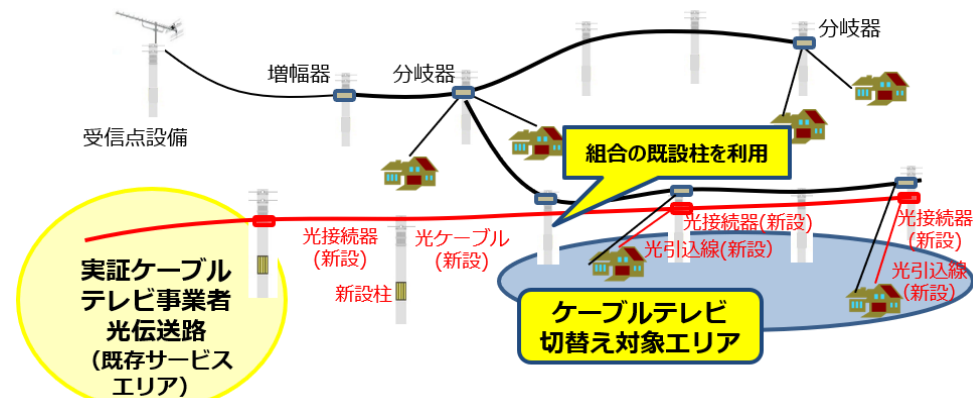 分岐器
増幅器
分岐器
受信点設備
組合の既設柱を利用
光接続器
(新設)
光ケーブル
(新設)
光接続器(新設)
光引込線(新設)
光接続器
(新設)
光引込線
(新設)
新設柱
実証ケーブル
テレビ事業者
光伝送路
(既存サービス
エリア)
ケーブルテレビ
切替え対象エリア